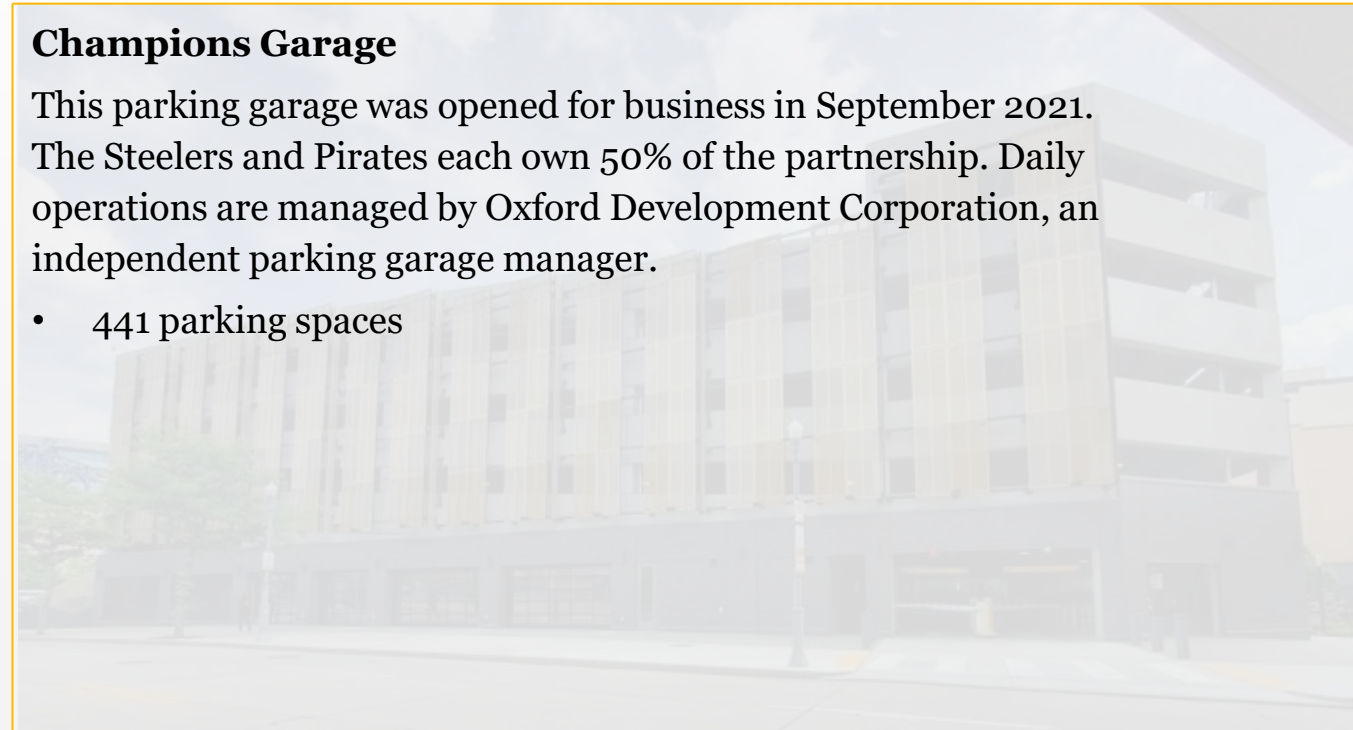 Champions Garage
This parking garage was opened for business in September 2021.
The Steelers and Pirates each own 50% of the partnership. Daily
operations are managed by Oxford Development Corporation, an
independent parking garage manager.
• 441 parking spaces